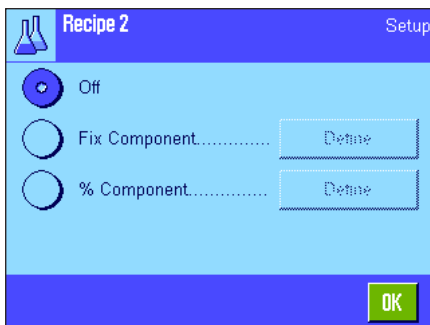 Recipe 2 Setup
Off
Fix Component.............. Define
% Component............... Define
OK